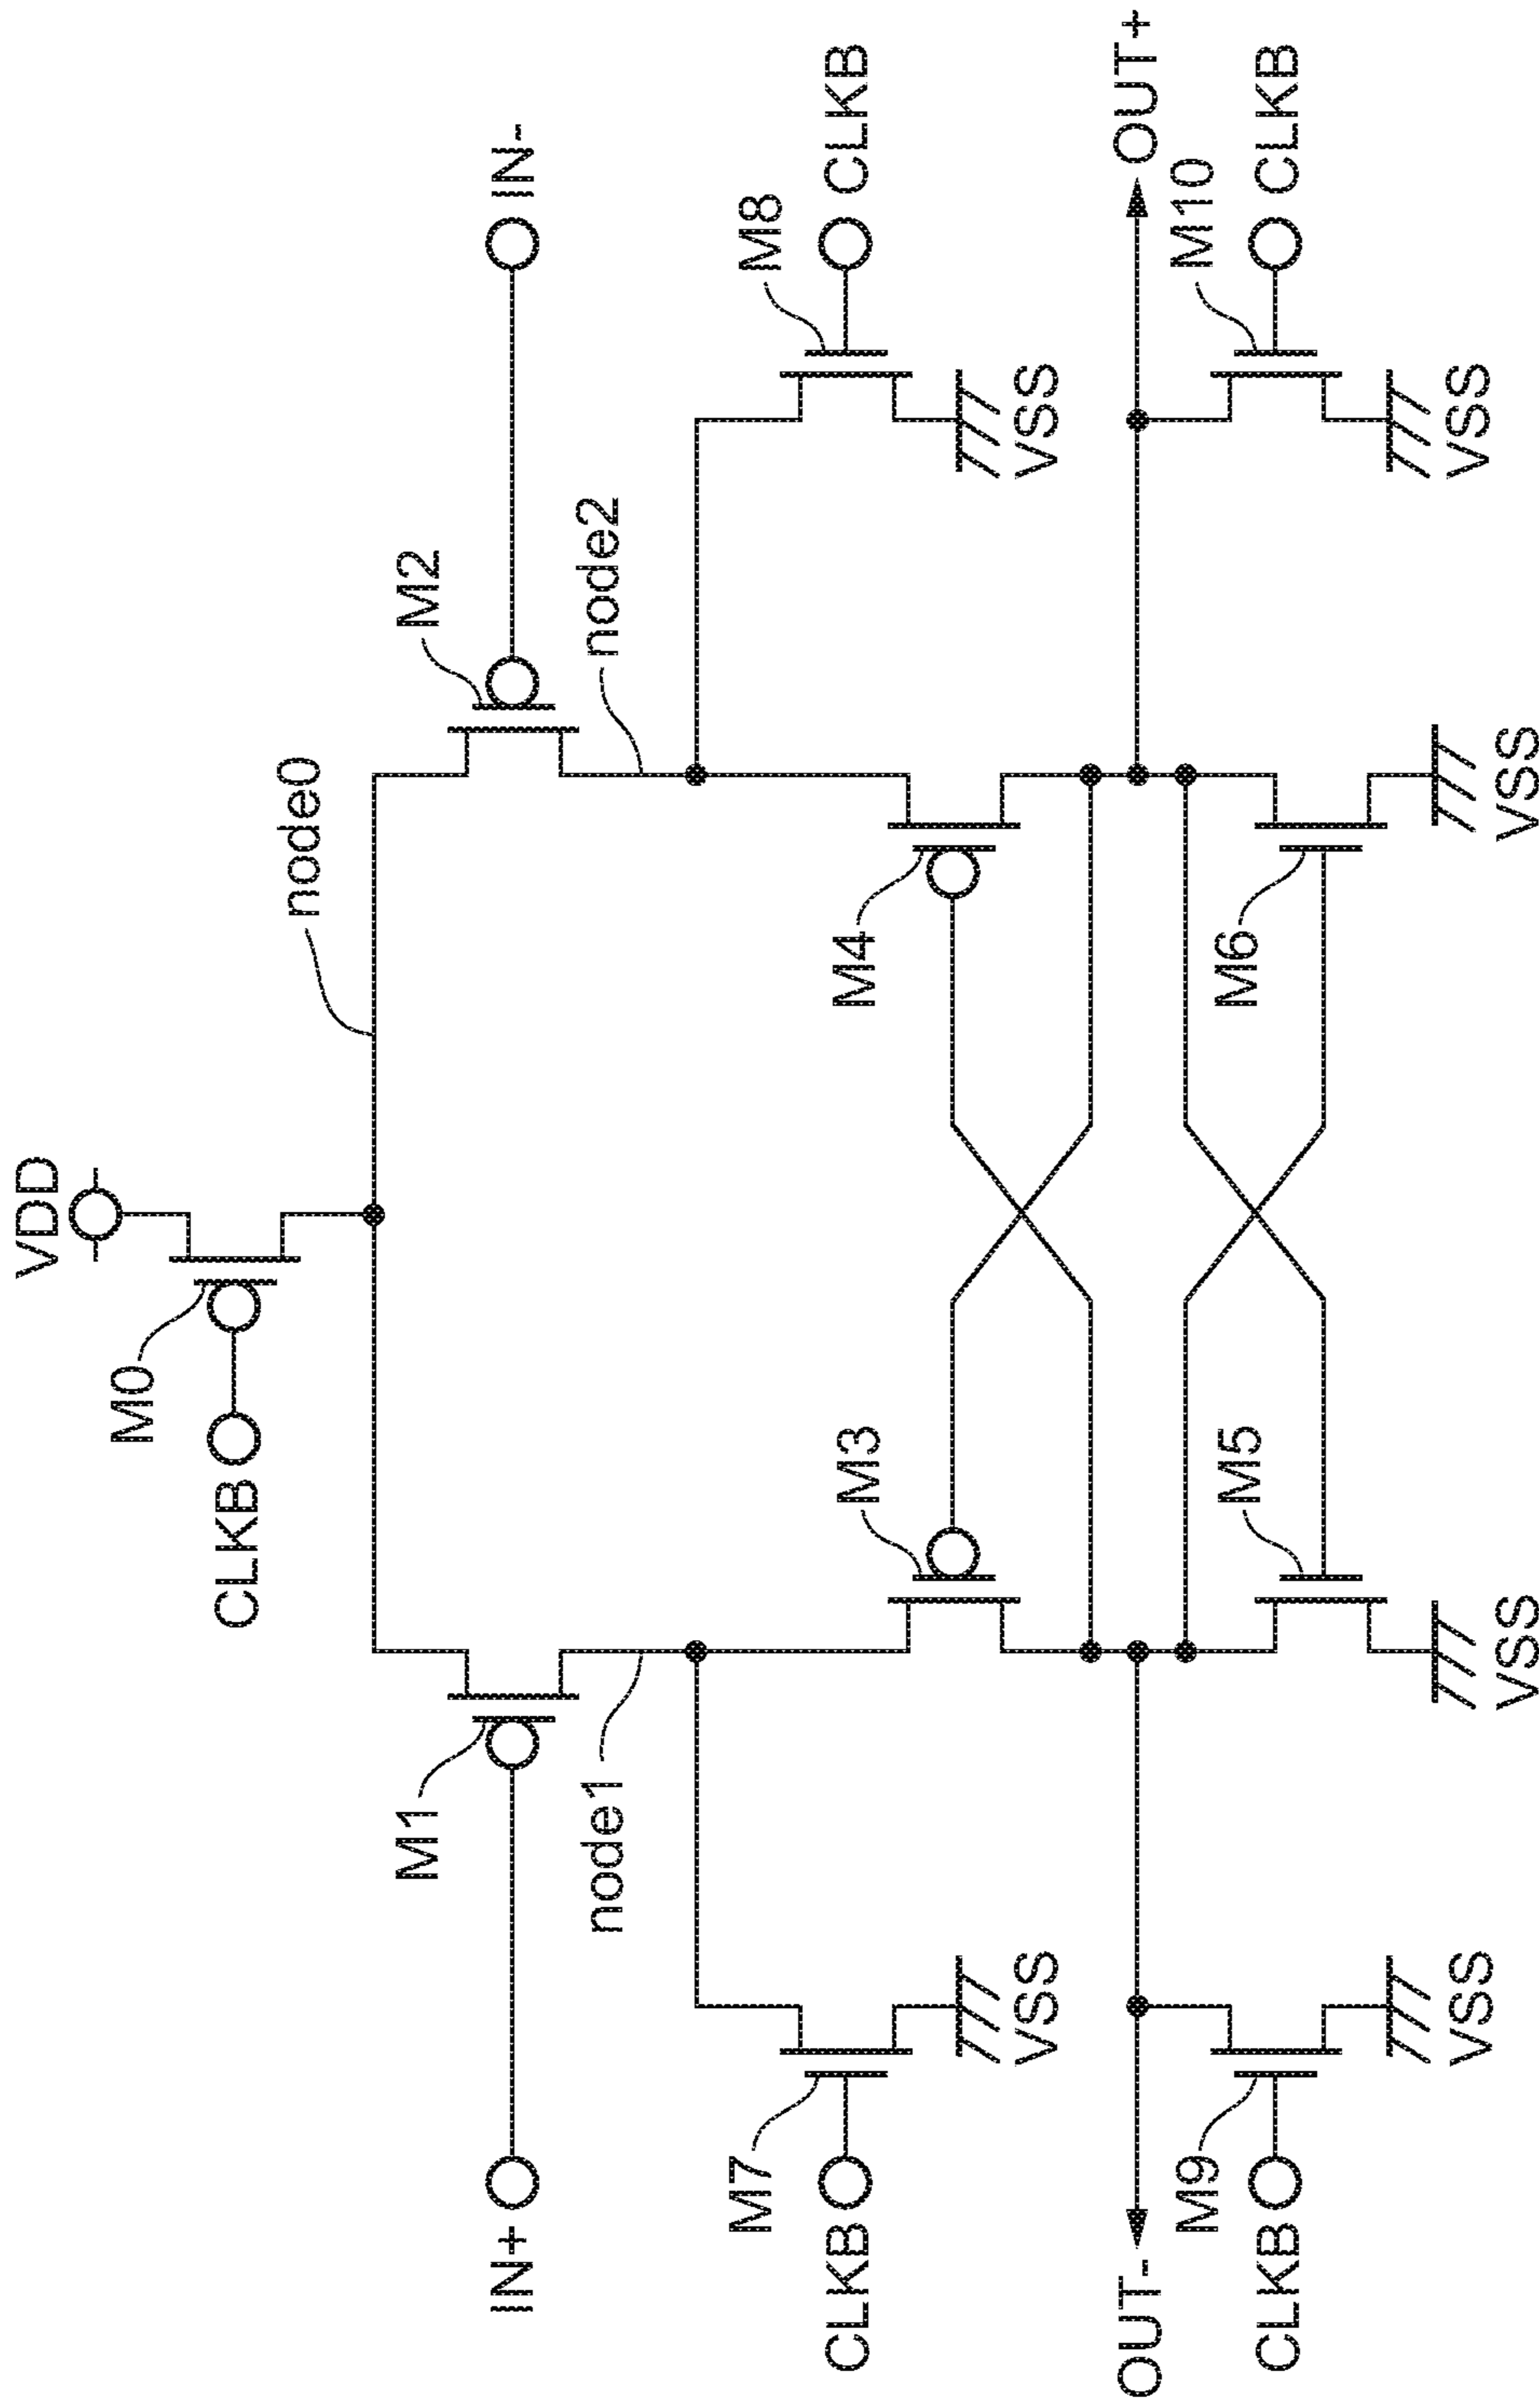 VDD
M0
CLKB
node0
M1
M2
IN+
IN-
node1
node2
M7
M3
M4
M8
CLKB
CLKB
VSS
VSS
OUT-
OUT+
M9
M5
M6
M10
CLKB
CLKB
VSS
VSS
VSS
VSS